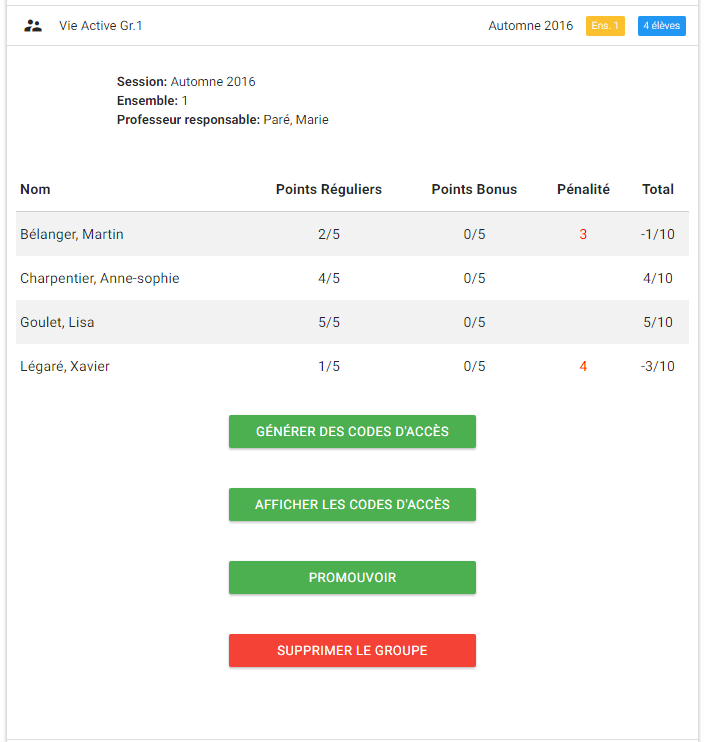 Vie Active Gr.1 Automne 2016 Ens. 1 4 élèves
Session: Automne 2016
Ensemble: 1
Professeur responsable: Paré, Marie
Nom Points Réguliers Points Bonus Pénalité Total
Bélanger, Martin 2/5 0/5 3 -1/10
Charpentier, Anne-sophie 4/5 0/5 4/10
Goulet, Lisa 5/5 0/5 5/10
Légaré, Xavier 1/5 0/5 4 -3/10
GÉNÉRER DES CODES D'ACCÈS
AFFICHER LES CODES D'ACCÈS
PROMOUVOIR
SUPPRIMER LE GROUPE